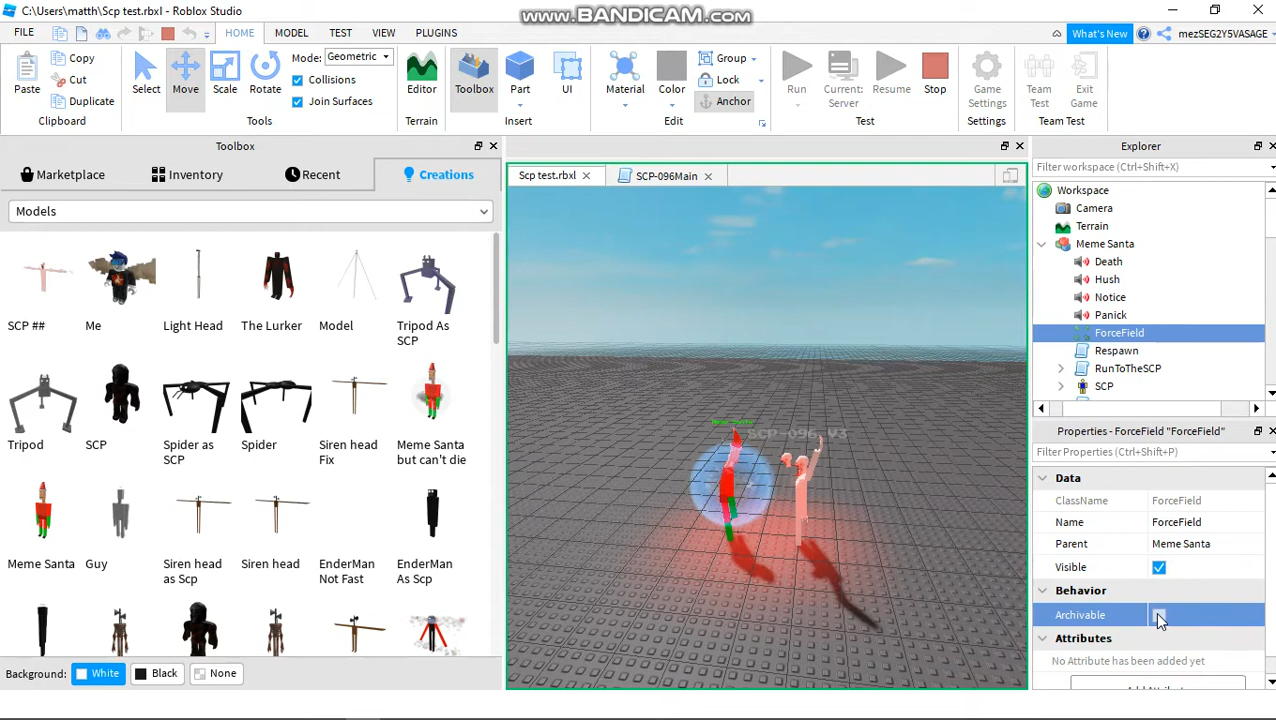 C:\Users\matth\Scp test.rbxl - Roblox Studio
www.BANDICAM.com
FILE
HOME
MODEL
TEST
VIEW
PLUGINS
What's New
mezSEG2Y5VASAGE
Paste
Copy
Cut
Duplicate
Clipboard
Select
Move
Scale
Rotate
Mode: Geometric
Collisions
Join Surfaces
Tools
Editor
Terrain
Toolbox
Part
UI
Insert
Material
Color
Group
Lock
Anchor
Edit
Run
Current:
Server
Resume
Stop
Test
Game
Settings
Settings
Team
Test
Exit
Game
Team Test
Toolbox
Marketplace
Inventory
Recent
Creations
Models
SCP ##
Me
Light Head
The Lurker
Model
Tripod As
SCP
Tripod
SCP
Spider as
SCP
Spider
Siren head
Fix
Meme Santa
but can't die
Meme Santa
Guy
Siren head
as Scp
Siren head
EnderMan
Not Fast
EnderMan
As Scp
Background:
White
Black
None
Scp test.rbxl
SCP-096Main
Meme Santa
SCP-096 V3
Explorer
Filter workspace (Ctrl+Shift+X)
Workspace
Camera
Terrain
Meme Santa
Death
Hush
Notice
Panick
ForceField
Respawn
RunToTheSCP
SCP
Properties - ForceField "ForceField"
Filter Properties (Ctrl+Shift+P)
Data
ClassName ForceField
Name ForceField
Parent Meme Santa
Visible
Behavior
Archivable
Attributes
No Attribute has been added yet